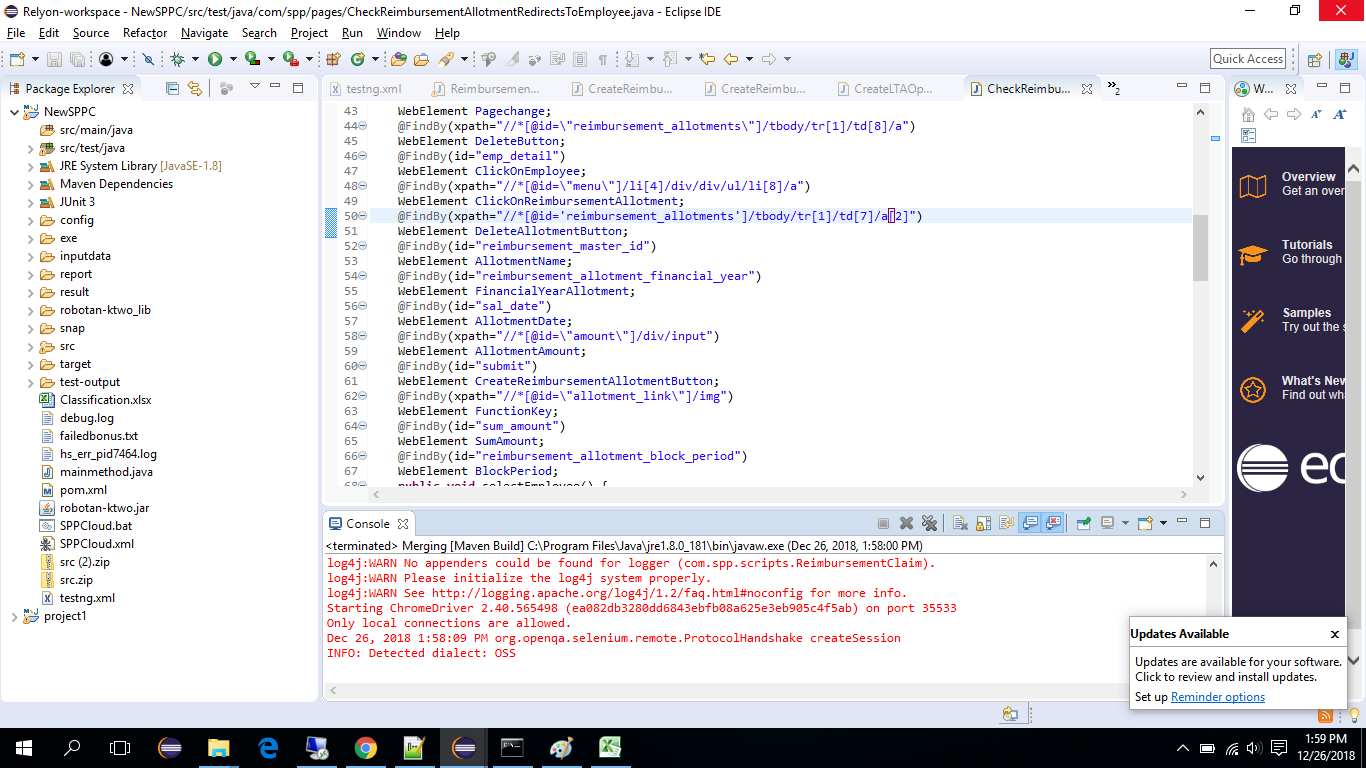 Relyon-workspace - NewSPPC/src/test/java/com/spp/pages/CheckReimbursementAllotmentRedirectsToEmployee.java - Eclipse IDE
File Edit Source Refactor Navigate Search Project Run Window Help
Quick Access
Package Explorer
NewSPPC
src/main/java
src/test/java
JRE System Library [JavaSE-1.8]
Maven Dependencies
JUnit 3
config
exe
inputdata
report
result
robotan-ktwo_lib
snap
src
target
test-output
Classification.xlsx
debug.log
failedbonus.txt
hs_err_pid7464.log
mainmethod.java
pom.xml
robotan-ktwo.jar
SPPCloud.bat
SPPCloud.xml
src (2).zip
src.zip
testng.xml
project1
testng.xml Reimbursemen... CreateReimbu... CreateReimbu... CreateLTAOp... CheckReimbu... »2
43 WebElement Pagechange;
44 @FindBy(xpath="//*[@id=\"reimbursement_allotments\"]/tbody/tr[1]/td[8]/a")
45 WebElement DeleteButton;
46 @FindBy(id="emp_detail")
47 WebElement ClickOnEmployee;
48 @FindBy(xpath="//*[@id=\"menu\"]/li[4]/div/div/ul/li[8]/a")
49 WebElement ClickOnReimbursementAllotment;
50 @FindBy(xpath="//*[@id='reimbursement_allotments']/tbody/tr[1]/td[7]/a[2]")
51 WebElement DeleteAllotmentButton;
52 @FindBy(id="reimbursement_master_id")
53 WebElement AllotmentName;
54 @FindBy(id="reimbursement_allotment_financial_year")
55 WebElement FinancialYearAllotment;
56 @FindBy(id="sal_date")
57 WebElement AllotmentDate;
58 @FindBy(xpath="//*[@id=\"amount\"]/div/input")
59 WebElement AllotmentAmount;
60 @FindBy(id="submit")
61 WebElement CreateReimbursementAllotmentButton;
62 @FindBy(xpath="//*[@id=\"allotment_link\"]/img")
63 WebElement FunctionKey;
64 @FindBy(id="sum_amount")
65 WebElement SumAmount;
66 @FindBy(id="reimbursement_allotment_block_period")
67 WebElement BlockPeriod;
68 public void selectEmployee() {
W...
Overview
Get an over
Tutorials
Go through
Samples
Try out the s
What's New
Find out wha
ec
Console
<terminated> Merging [Maven Build] C:\Program Files\Java\jre1.8.0_181\bin\javaw.exe (Dec 26, 2018, 1:58:00 PM)
log4j:WARN No appenders could be found for logger (com.spp.scripts.ReimbursementClaim).
log4j:WARN Please initialize the log4j system properly.
log4j:WARN See http://logging.apache.org/log4j/1.2/faq.html#noconfig for more info.
Starting ChromeDriver 2.40.565498 (ea082db3280dd6843ebfb08a625e3eb905c4f5ab) on port 35533
Only local connections are allowed.
Dec 26, 2018 1:58:09 PM org.openqa.selenium.remote.ProtocolHandshake createSession
INFO: Detected dialect: OSS
Updates Available
Updates are available for your software.
Click to review and install updates.
Set up Reminder options
1:59 PM
12/26/2018